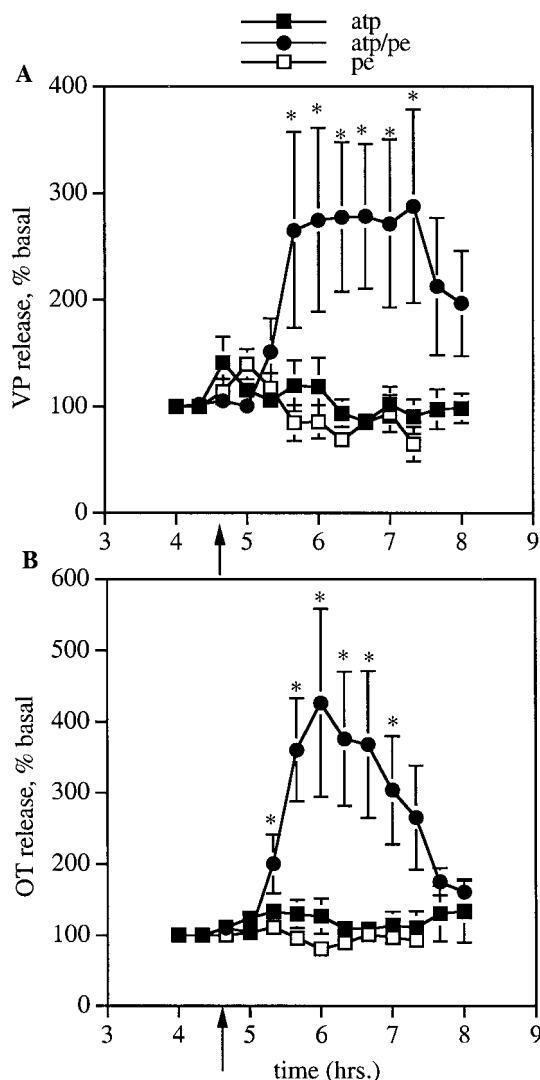 atp
atp/pe
pe
A
400
300
200
100
0
VP release, % basal
* * * * * *
3 4 5 6 7 8 9
B
600
500
400
300
200
100
0
OT release, % basal
* * * * * *
3 4 5 6 7 8 9
time (hrs.)